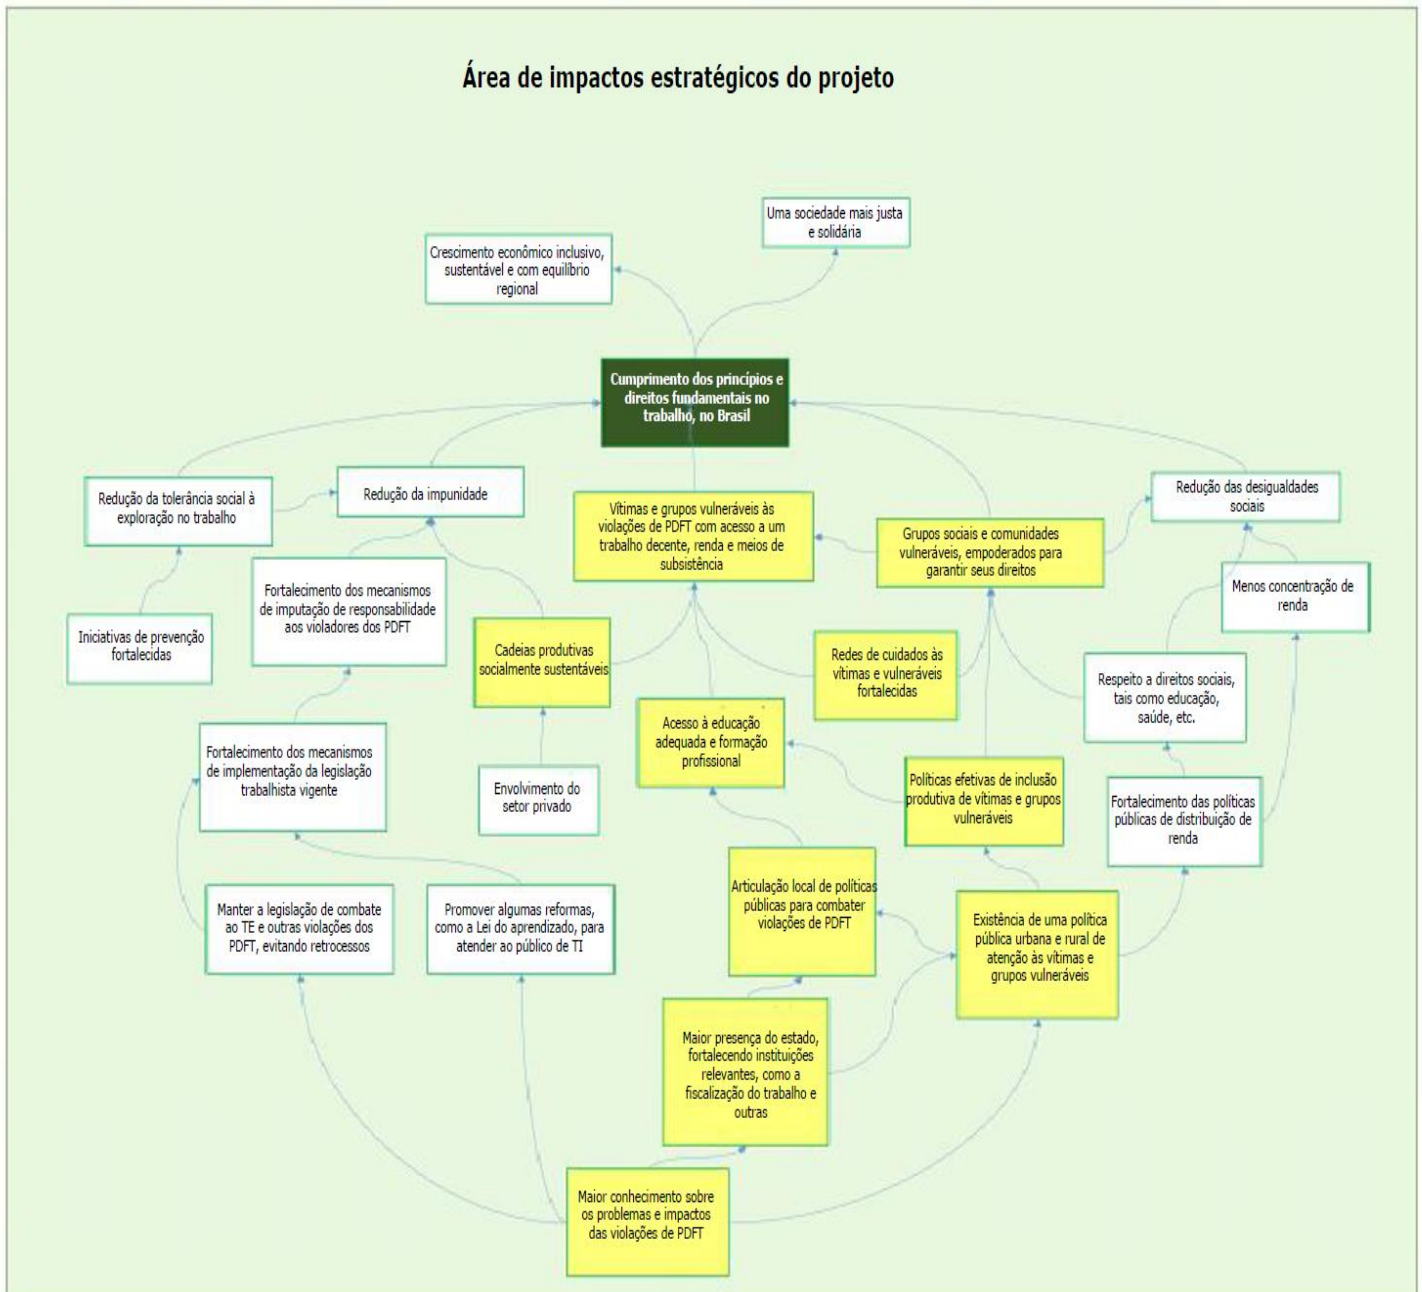 Área de impactos estratégicos do projeto
Uma sociedade mais justa
e solidária
Crescimento econômico inclusivo,
sustentável e com equilíbrio
regional
Cumprimento dos princípios e
direitos fundamentais no
trabalho, no Brasil
Redução da tolerância social à
exploração no trabalho
Redução da impunidade
Vítimas e grupos vulneráveis às
violações de PDFT com acesso a um
trabalho decente, renda e meios de
subsistência
Grupos sociais e comunidades
vulneráveis, empoderados para
garantir seus direitos
Redução das desigualdades
sociais
Iniciativas de prevenção
fortalecidas
Fortalecimento dos mecanismos
de imputação de responsabilidade
aos violadores dos PDFT
Cadeias produtivas
socialmente sustentáveis
Redes de cuidados às
vítimas e vulneráveis
fortalecidas
Menos concentração de
renda
Respeito a direitos sociais,
tais como educação,
saúde, etc.
Fortalecimento dos mecanismos
de implementação da legislação
trabalhista vigente
Envolvimento do
setor privado
Acesso à educação
adequada e formação
profissional
Políticas efetivas de inclusão
produtiva de vítimas e grupos
vulneráveis
Fortalecimento das políticas
públicas de distribuição de
renda
Manter a legislação de combate
ao TE e outras violações dos
PDFT, evitando retrocessos
Promover algumas reformas,
como a Lei do aprendizado, para
atender ao público de TI
Articulação local de políticas
públicas para combater
violações de PDFT
Existência de uma política
pública urbana e rural de
atenção às vítimas e
grupos vulneráveis
Maior presença do estado,
fortalecendo instituições
relevantes, como a
fiscalização do trabalho e
outras
Maior conhecimento sobre
os problemas e impactos
das violações de PDFT